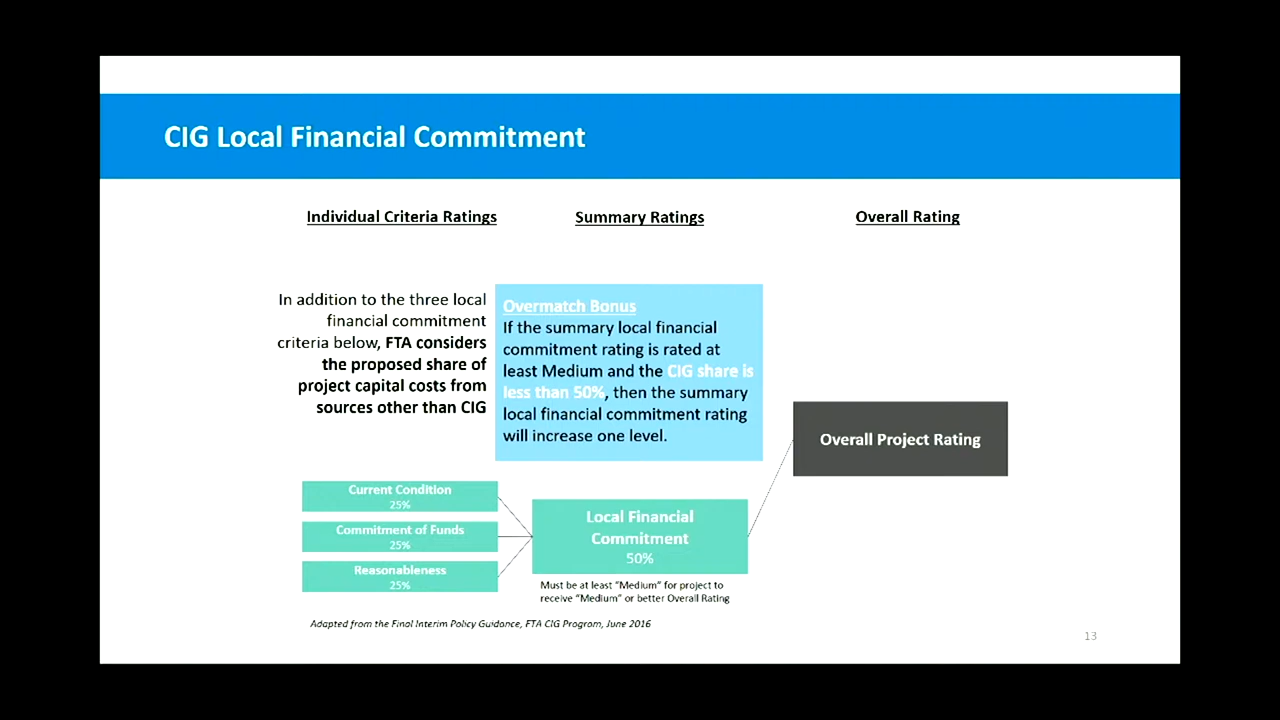 CIG Local Financial Commitment
Individual Criteria Ratings
Summary Ratings
Overall Rating
In addition to the three local
financial commitment
criteria below, FTA considers
the proposed share of
project capital costs from
sources other than CIG
Overmatch Bonus
If the summary local financial
commitment rating is rated at
least Medium and the CIG share is
less than 50%, then the summary
local financial commitment rating
will increase one level.
Overall Project Rating
Current Condition
25%
Commitment of Funds
25%
Reasonableness
25%
Local Financial
Commitment
50%
Must be at least “Medium” for project to
receive “Medium” or better Overall Rating
Adapted from the Final Interim Policy Guidance, FTA CIG Program, June 2016
13